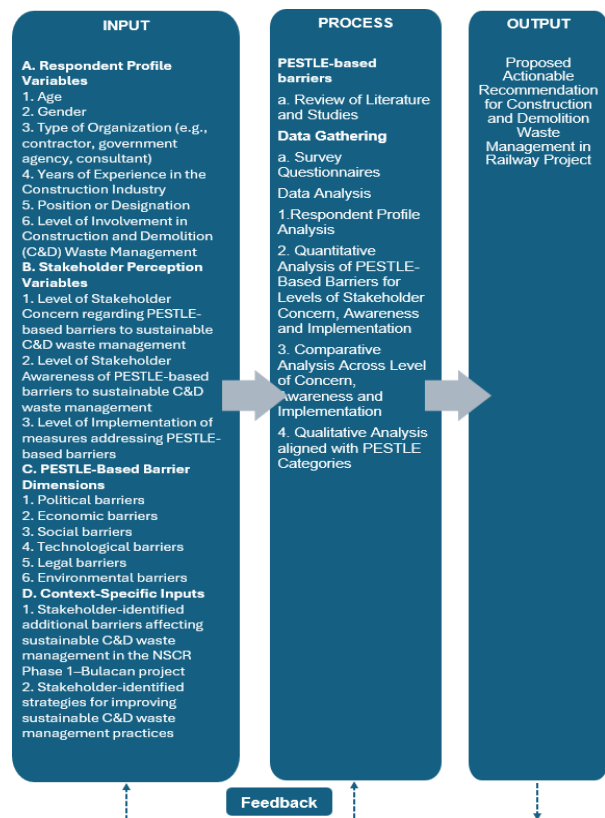 INPUT
A. Respondent Profile
Variables
1. Age
2. Gender
3. Type of Organization (e.g.,
contractor, government
agency, consultant)
4. Years of Experience in the
Construction Industry
5. Position or Designation
6. Level of Involvement in
Construction and Demolition
(C&D) Waste Management
B. Stakeholder Perception
Variables
1. Level of Stakeholder
Concern regarding PESTLE-
based barriers to sustainable
C&D waste management
2. Level of Stakeholder
Awareness of PESTLE-based
barriers to sustainable C&D
waste management
3. Level of Implementation of
measures addressing PESTLE-
based barriers
C. PESTLE-Based Barrier
Dimensions
1. Political barriers
2. Economic barriers
3. Social barriers
4. Technological barriers
5. Legal barriers
6. Environmental barriers
D. Context-Specific Inputs
1. Stakeholder-identified
additional barriers affecting
sustainable C&D waste
management in the NSCR
Phase 1–Bulacan project
2. Stakeholder-identified
strategies for improving
sustainable C&D waste
management practices
PROCESS
PESTLE-based
barriers
a. Review of Literature
and Studies
Data Gathering
a. Survey
Questionnaires
Data Analysis
1.Respondent Profile
Analysis
2. Quantitative
Analysis of PESTLE-
Based Barriers for
Levels of Stakeholder
Concern, Awareness
and Implementation
3. Comparative
Analysis Across Level
of Concern,
Awareness and
Implementation
4. Qualitative Analysis
aligned with PESTLE
Categories
OUTPUT
Proposed
Actionable
Recommendation
for Construction
and Demolition
Waste
Management in
Railway Project
Feedback